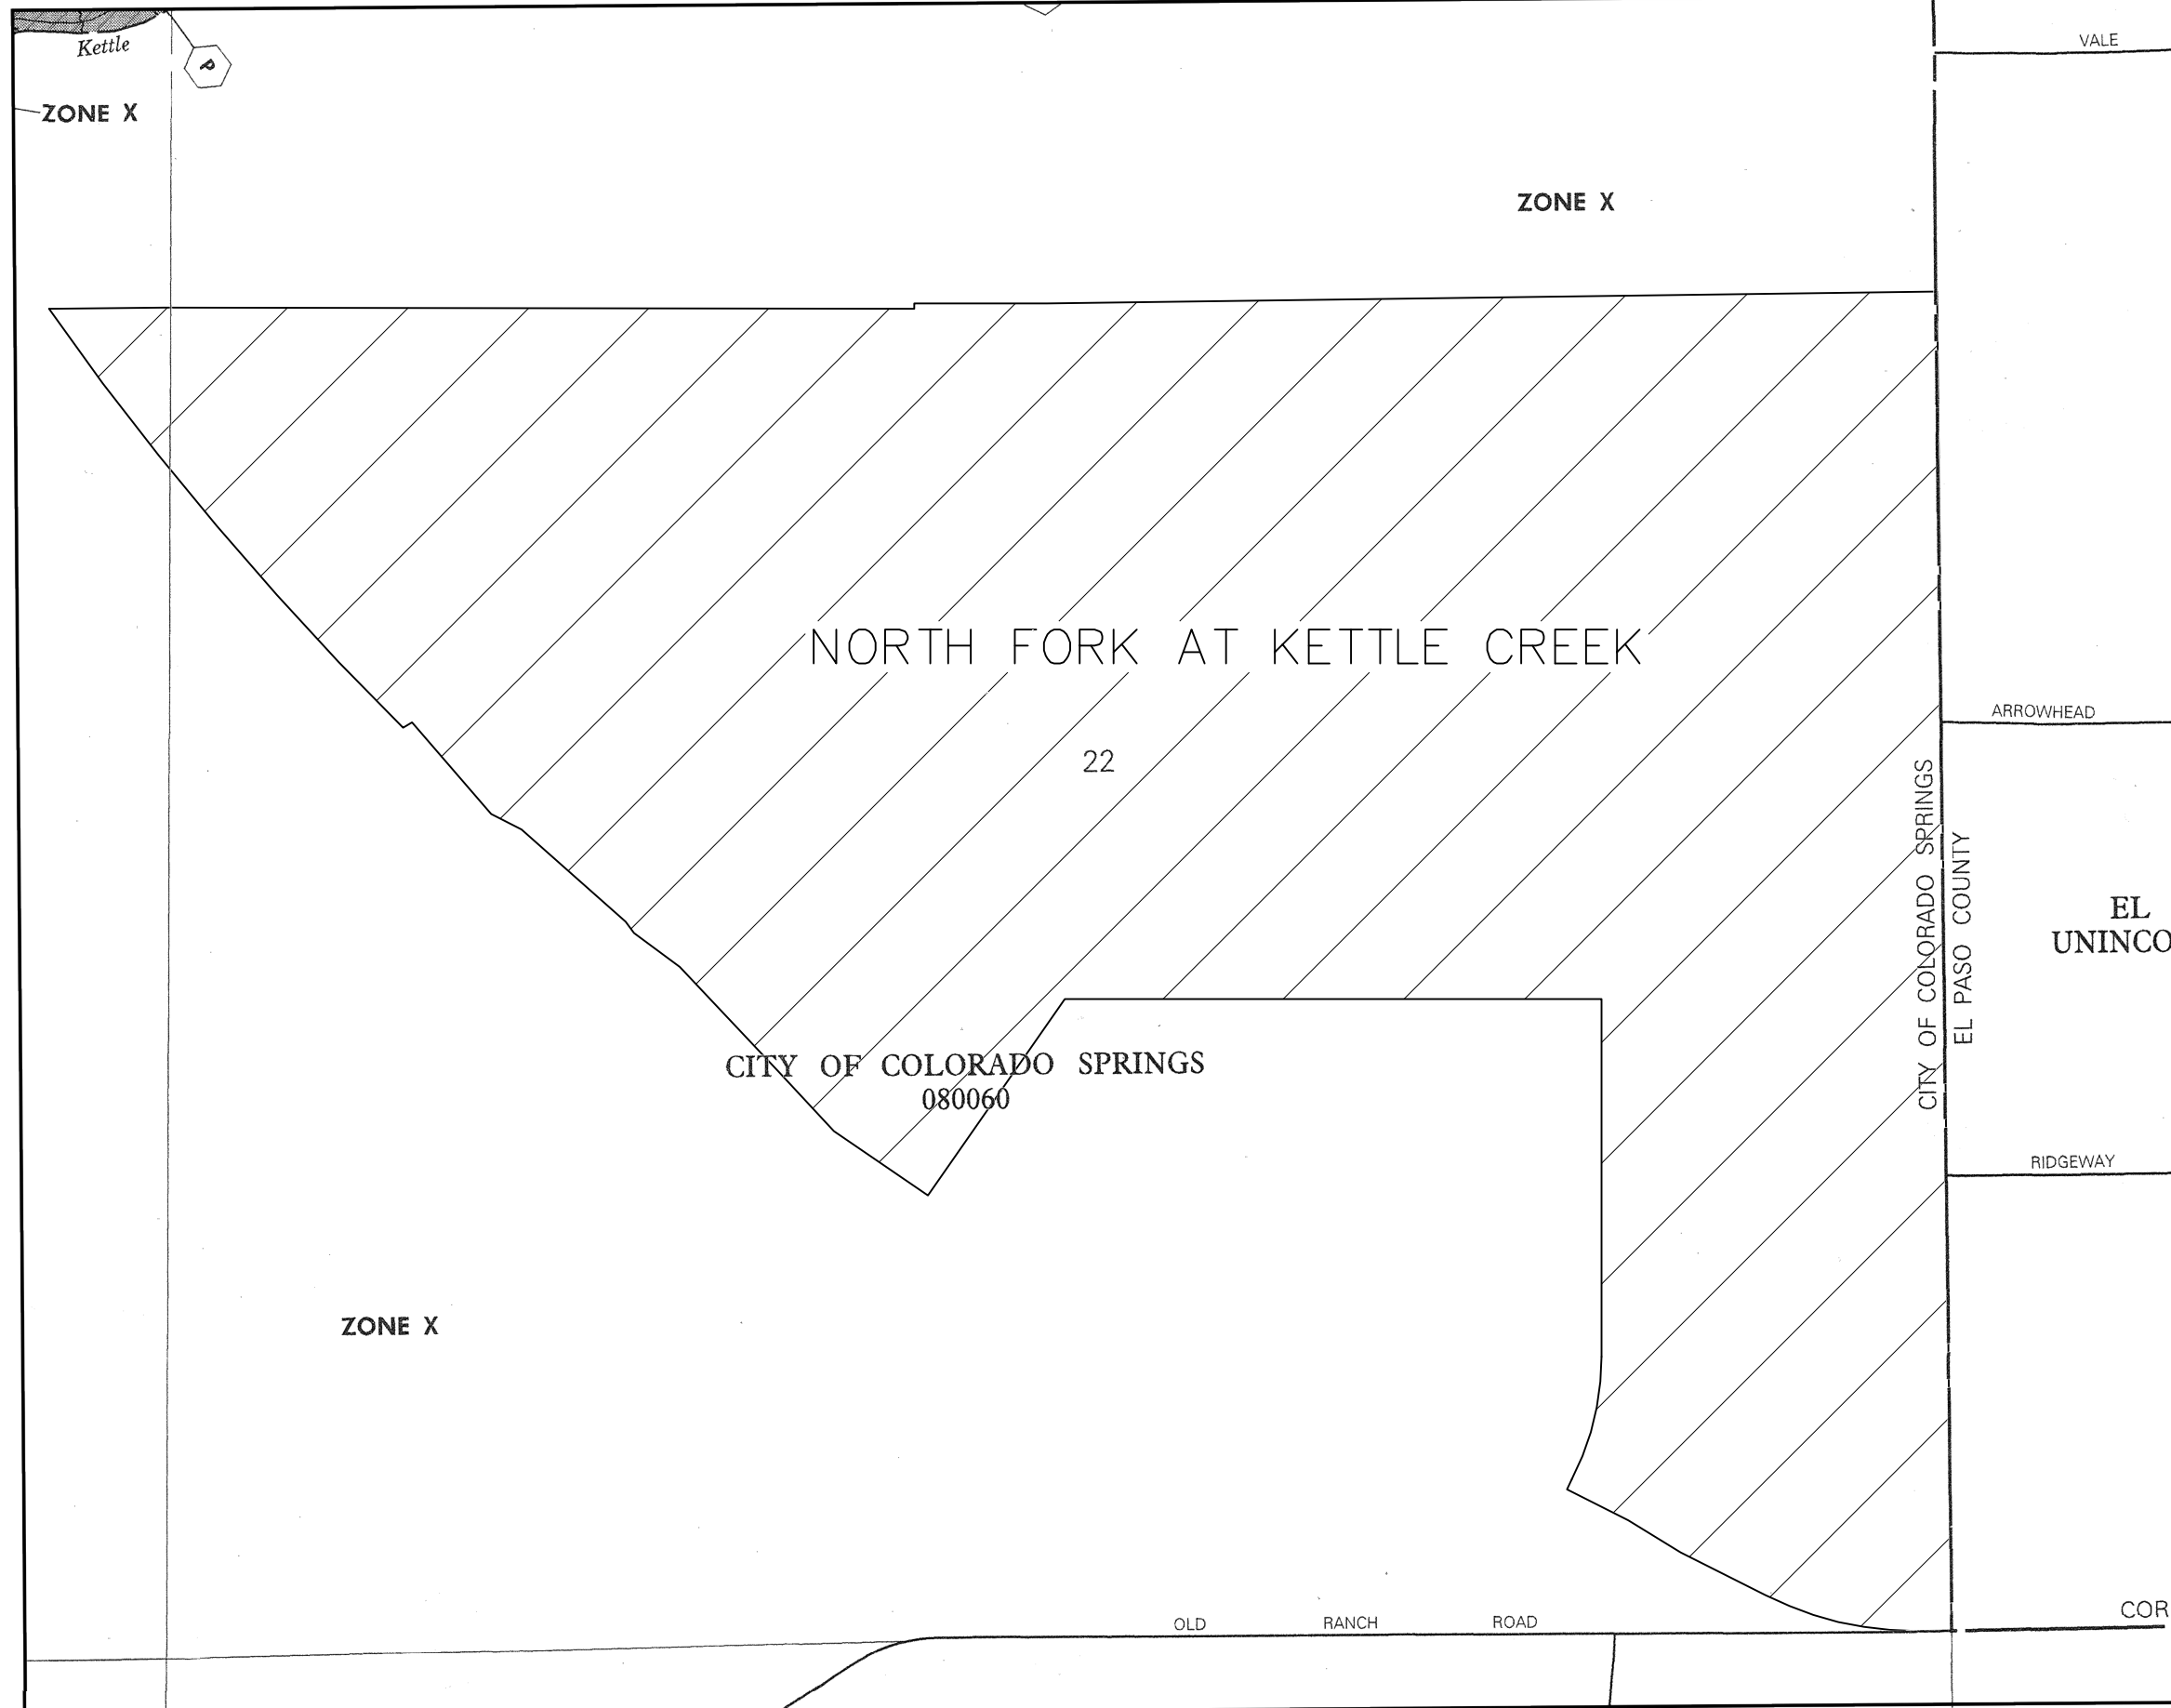 Kettle
P
VALE
ZONE X
ZONE X
NORTH FORK AT KETTLE CREEK
ARROWHEAD
22
CITY OF COLORADO SPRINGS
EL PASO COUNTY
EL
UNINCO
CITY OF COLORADO SPRINGS
080060
RIDGEWAY
ZONE X
COR
OLD RANCH ROAD